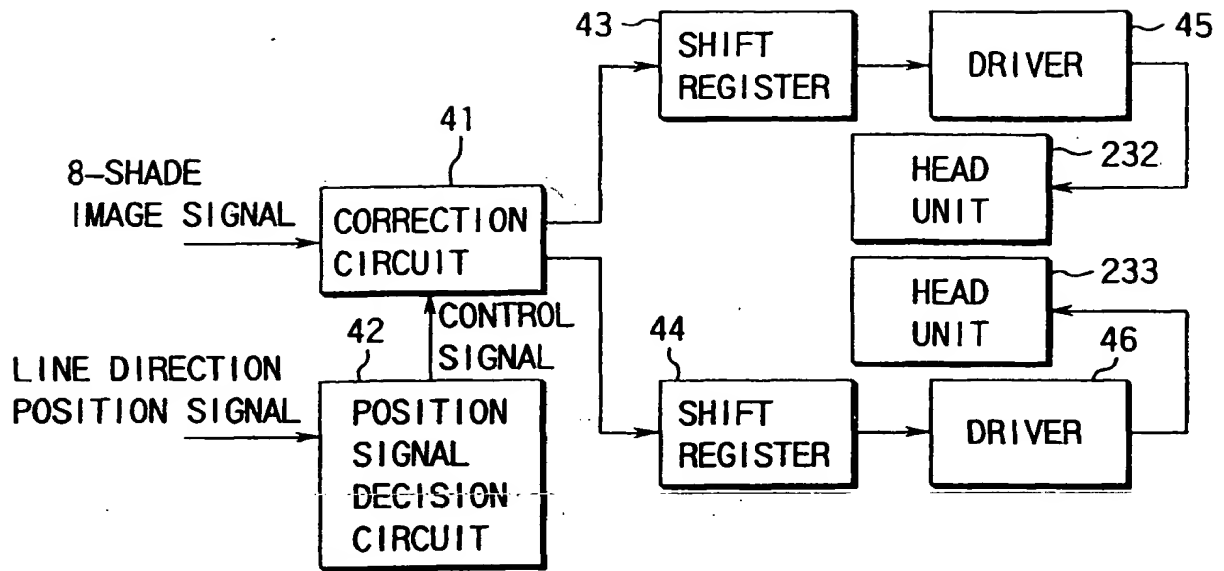 43
SHIFT
REGISTER
45
DRIVER
41
8-SHADE
IMAGE SIGNAL
CORRECTION
CIRCUIT
HEAD
UNIT
232
HEAD
UNIT
233
CONTROL
SIGNAL
42
LINE DIRECTION
POSITION SIGNAL
POSITION
SIGNAL
DECISION
CIRCUIT
44
SHIFT
REGISTER
46
DRIVER